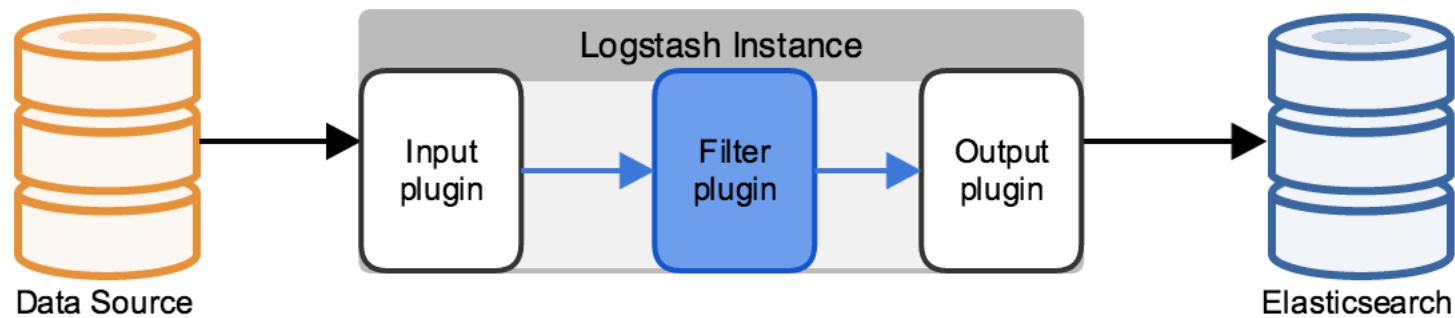 Logstash Instance
Input
plugin
Filter
plugin
Output
plugin
Data Source
Elasticsearch